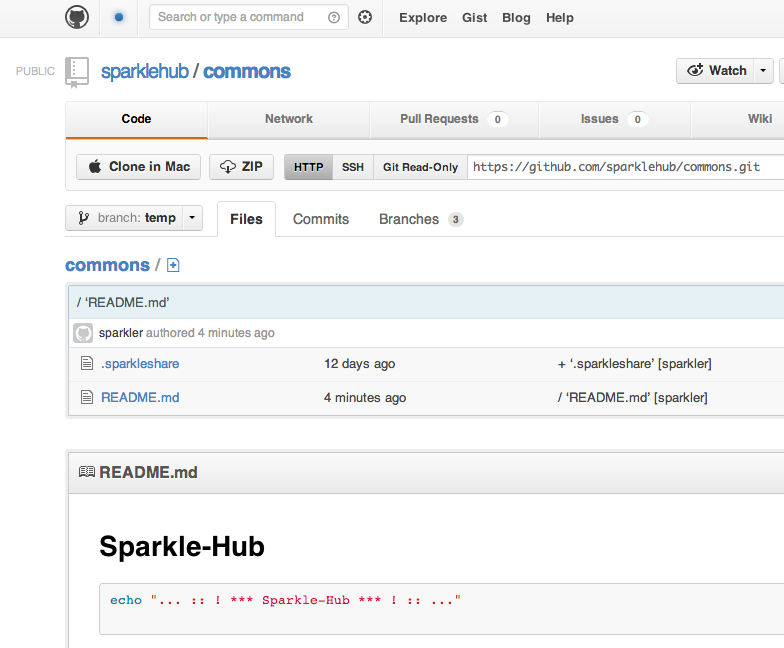 Search or type a command
Explore Gist Blog Help
PUBLIC sparklehub / commons Watch
Code Network Pull Requests 0 Issues 0 Wiki
Clone in Mac ZIP HTTP SSH Git Read-Only https://github.com/sparklehub/commons.git
branch: temp Files Commits Branches 3
commons /
/ ‘README.md’
sparkler authored 4 minutes ago
.sparkleshare 12 days ago + ‘.sparkleshare’ [sparkler]
README.md 4 minutes ago / ‘README.md’ [sparkler]
README.md
Sparkle-Hub
echo "... :: ! *** Sparkle-Hub *** ! :: ..."